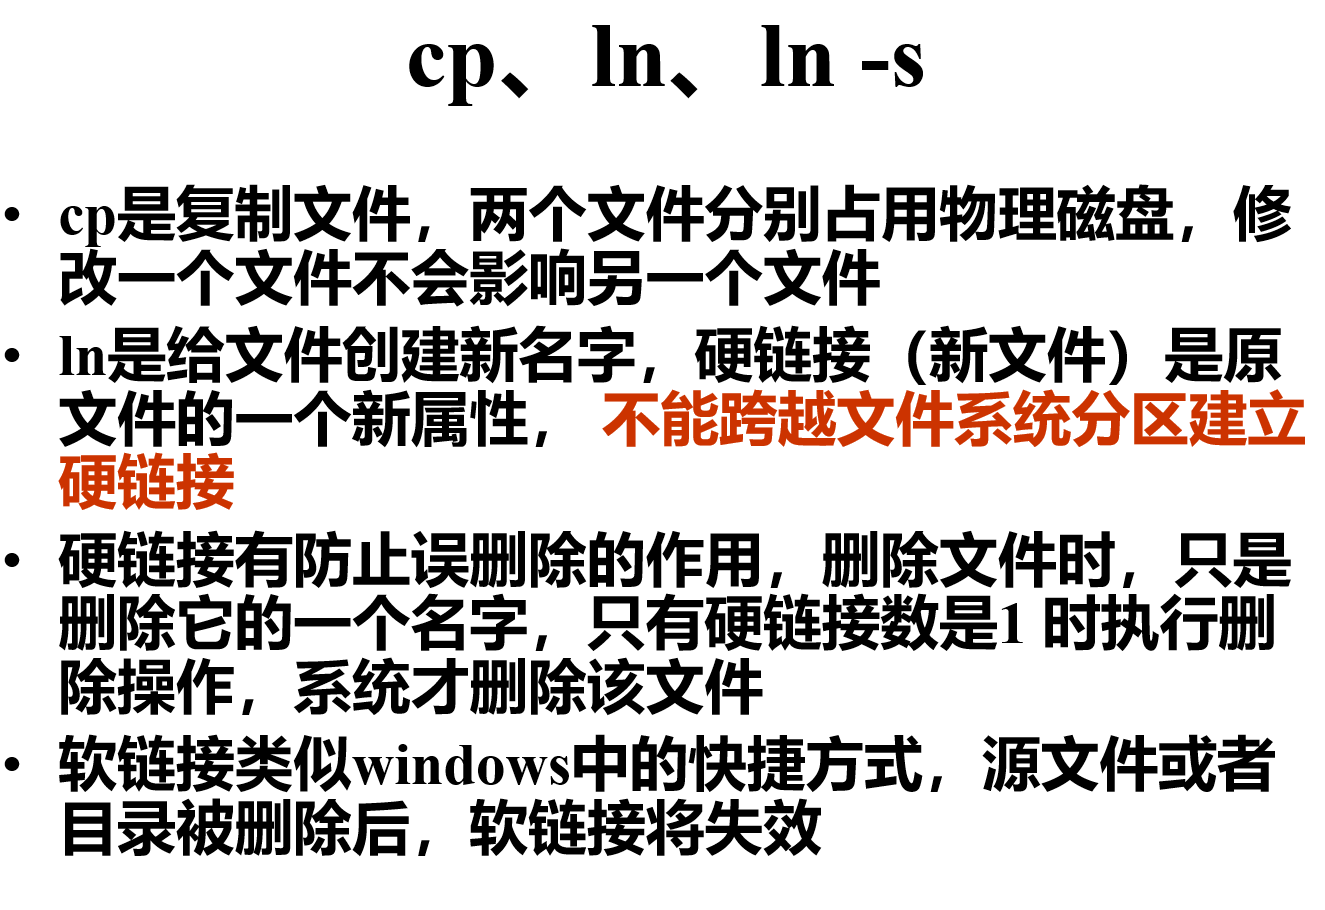 cp、ln、ln -s
• cp是复制文件，两个文件分别占用物理磁盘，修
改一个文件不会影响另一个文件
• ln是给文件创建新名字，硬链接（新文件）是原
文件的一个新属性， 不能跨越文件系统分区建立
硬链接
• 硬链接有防止误删除的作用，删除文件时，只是
删除它的一个名字，只有硬链接数是1 时执行删
除操作，系统才删除该文件
• 软链接类似windows中的快捷方式，源文件或者
目录被删除后，软链接将失效